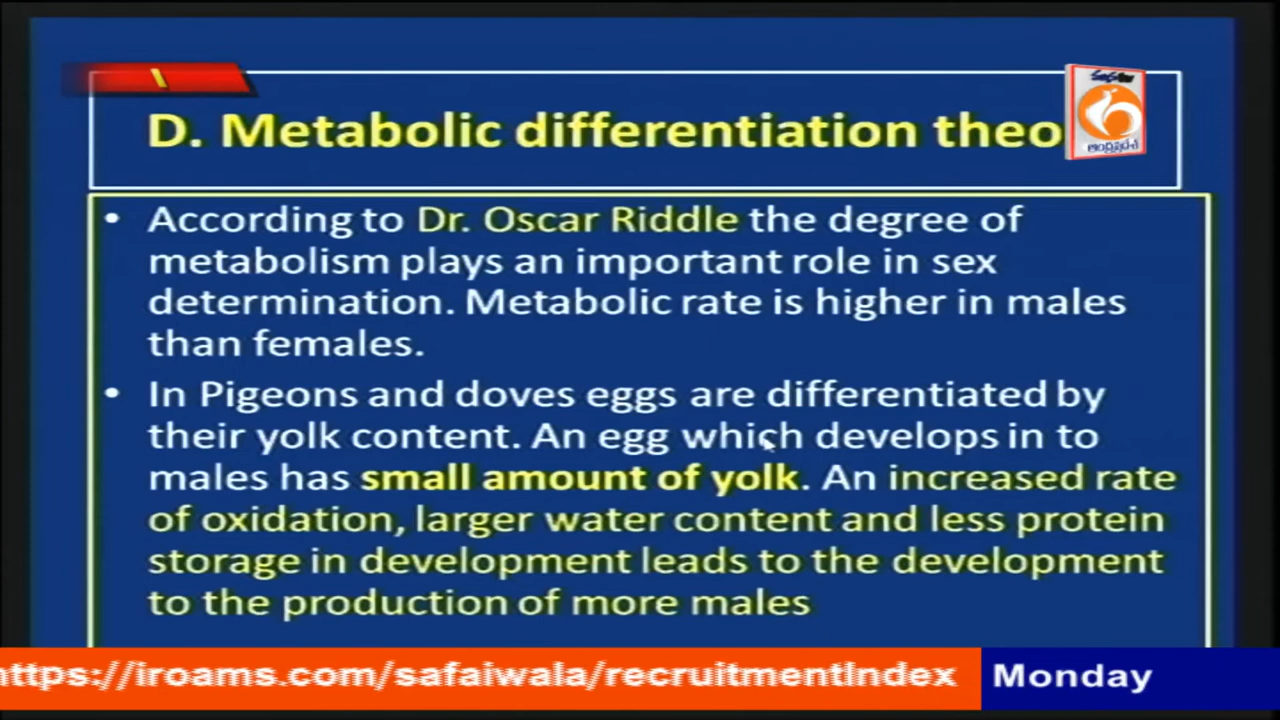 D. Metabolic differentiation theo
• According to Dr. Oscar Riddle the degree of
metabolism plays an important role in sex
determination. Metabolic rate is higher in males
than females.
• In Pigeons and doves eggs are differentiated by
their yolk content. An egg which develops in to
males has small amount of yolk. An increased rate
of oxidation, larger water content and less protein
storage in development leads to the development
to the production of more males
https://iroams.com/safaiwala/recruitmentIndex
Monday